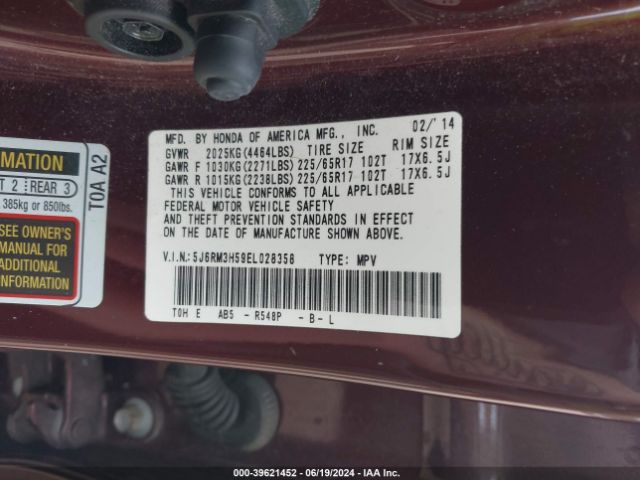 MATION
T 2 REAR 3
385kg or 850lbs.
SEE OWNER'S
MANUAL FOR
ADDITIONAL
INFORMATION
T0A A2
MFD. BY HONDA OF AMERICA MFG., INC. 02/'14
GVWR 2025KG(4464LBS) TIRE SIZE RIM SIZE
GAWR F 1030KG(2271LBS) 225/65R17 102T 17X6.5J
GAWR R 1015KG(2238LBS) 225/65R17 102T 17X6.5J
THIS VEHICLE CONFORMS TO ALL APPLICABLE
FEDERAL MOTOR VEHICLE SAFETY
AND THEFT PREVENTION STANDARDS IN EFFECT
ON THE DATE OF MANUFACTURE SHOWN ABOVE.
V.I.N:5J6RM3H59EL028358 TYPE: MPV
T0H E AB5 - R548P - B - L
000-39621452 - 06/19/2024 - IAA Inc.